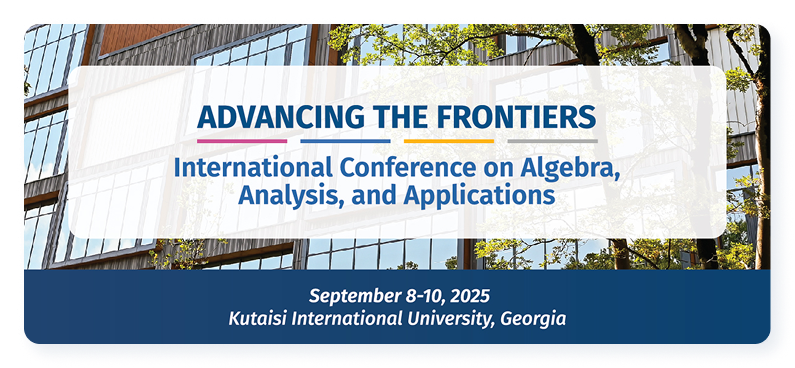 ADVANCING THE FRONTIERS
International Conference on Algebra,
Analysis, and Applications
September 8-10, 2025
Kutaisi International University, Georgia